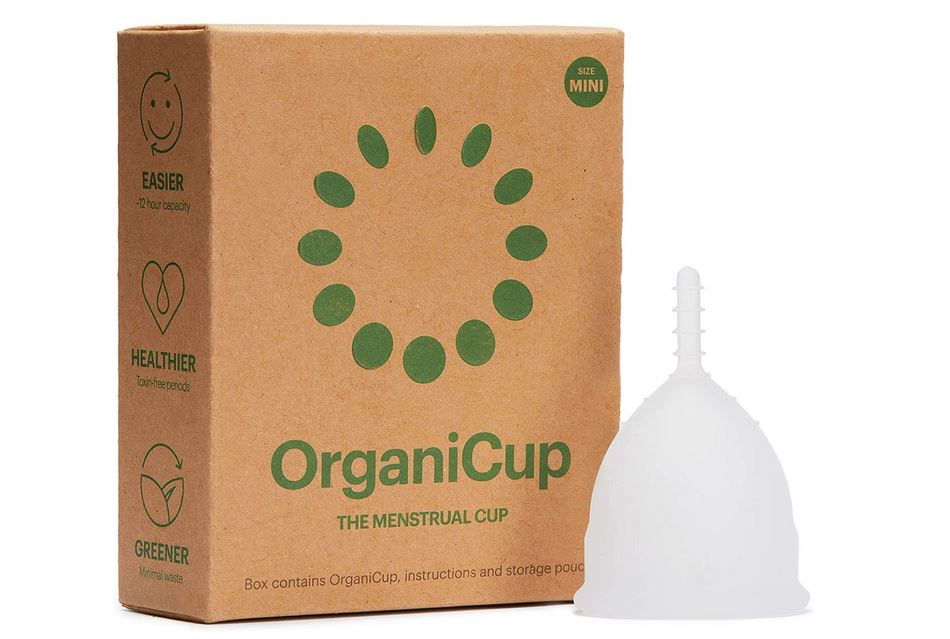 EASIER
~12 hour capacity
HEALTHIER
Toxin-free periods
GREENER
Minimal waste
SIZE
MINI
OrganiCup
THE MENSTRUAL CUP
Box contains OrganiCup, instructions and storage pouc